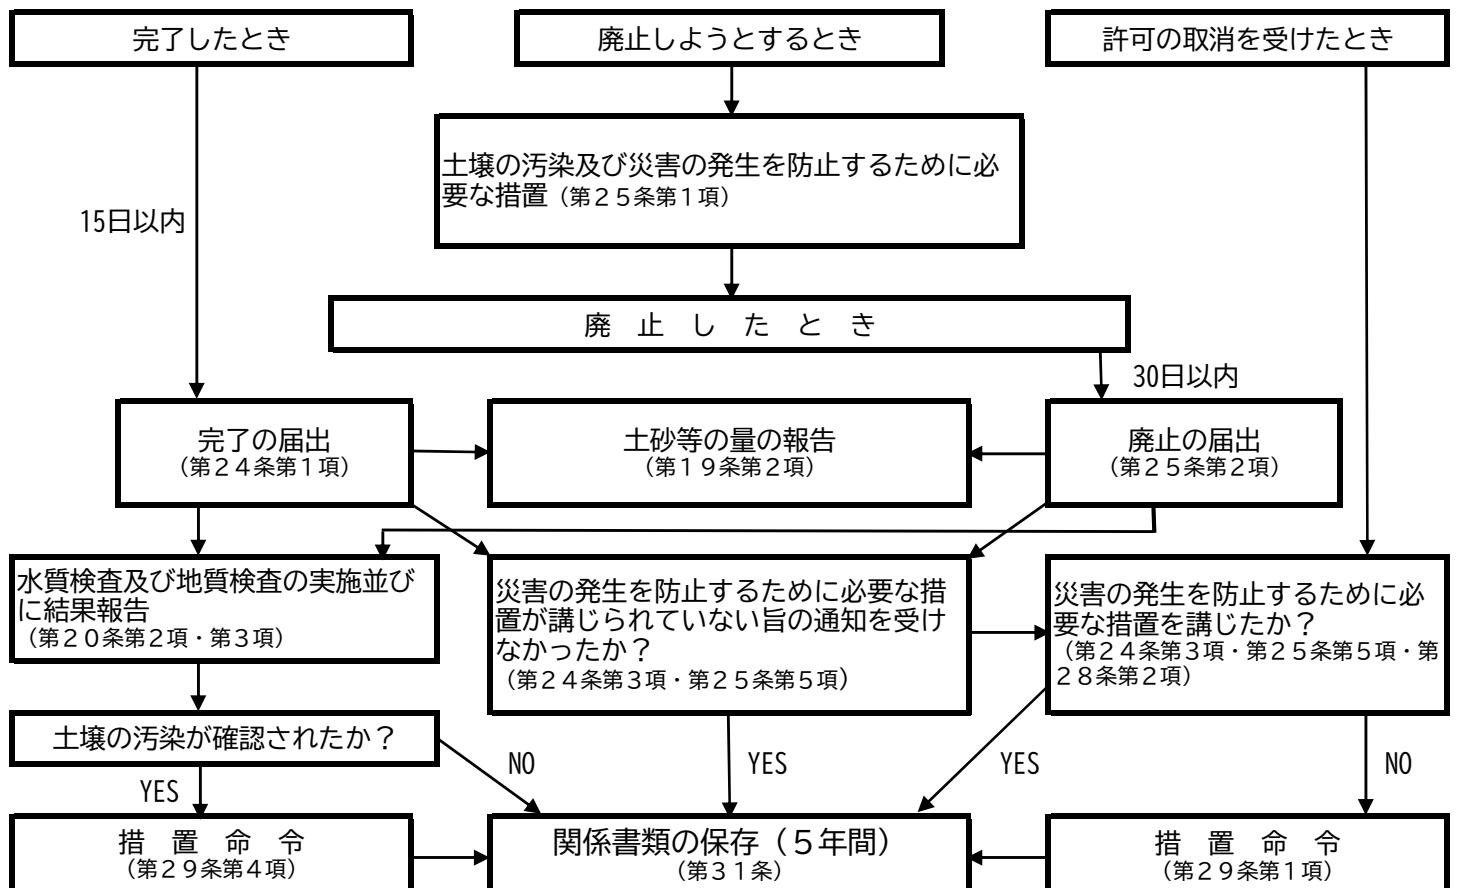 完了したとき
廃止しようとするとき
許可の取消を受けたとき
土壌の汚染及び災害の発生を防止するために必
要な措置（第２５条第１項）
15日以内
廃　止　し　た　と　き
30日以内
完了の届出
（第２４条第１項）
土砂等の量の報告
（第１９条第２項）
廃止の届出
（第２５条第２項）
水質検査及び地質検査の実施並び
に結果報告
（第２０条第２項・第３項）
災害の発生を防止するために必要な措
置が講じられていない旨の通知を受け
なかったか？
（第２４条第３項・第２５条第５項）
災害の発生を防止するために必
要な措置を講じたか？
（第２４条第３項・第２５条第５項・第
２８条第２項）
土壌の汚染が確認されたか？
NO
YES
YES
NO
YES
措　置　命　令
（第２９条第４項）
関係書類の保存（５年間）
（第３１条）
措　置　命　令
（第２９条第１項）